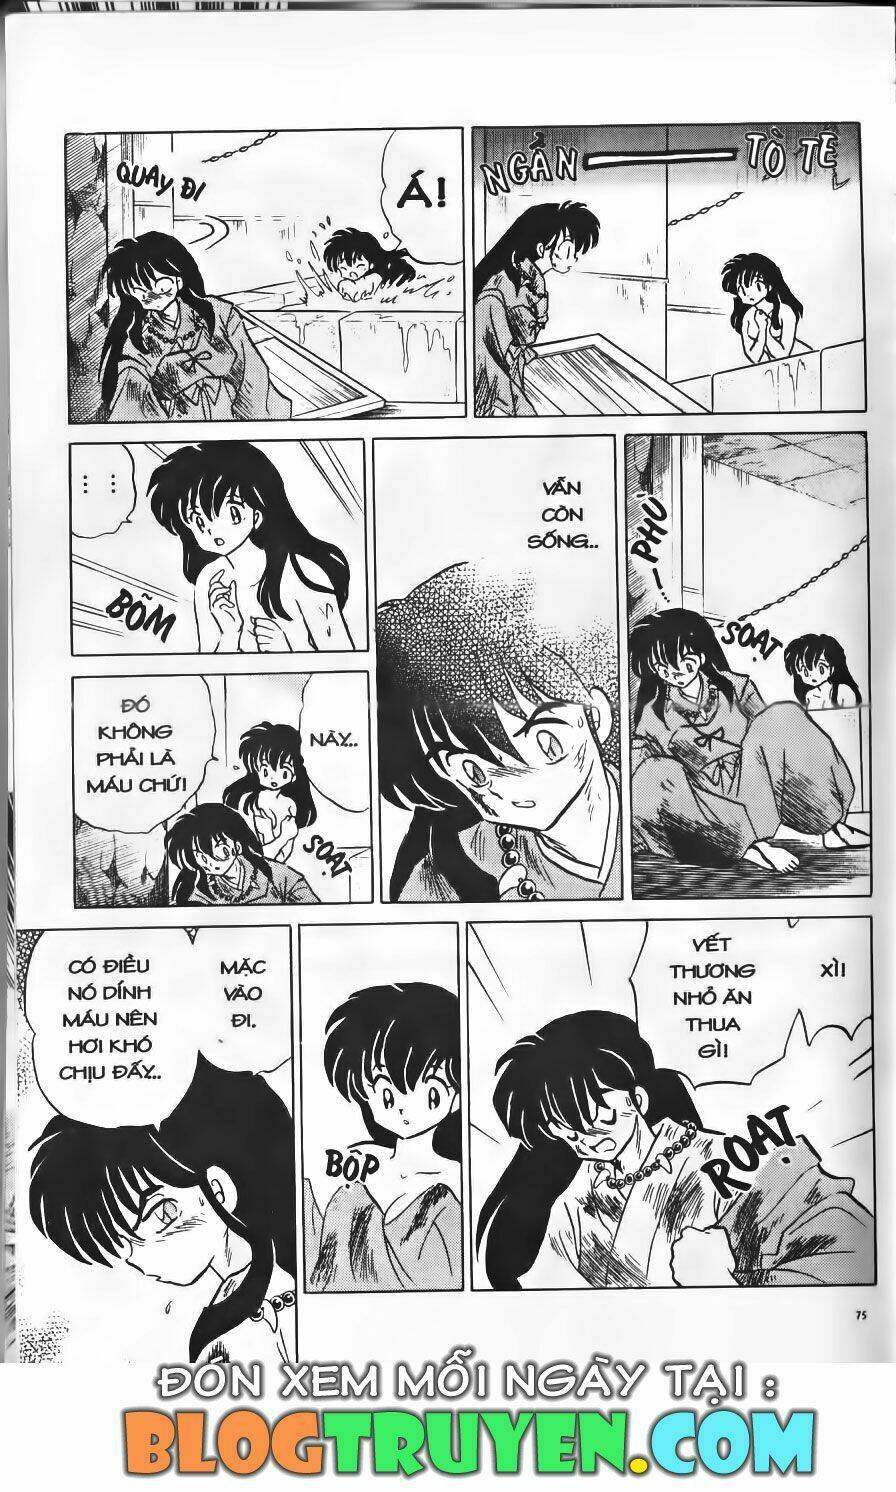 NGẨN
TÒ TE
Á!
QUAY ĐI
PHÙ
SOẠT
VẪN
CÒN
SỐNG..
BÕM
NÀY...
ĐÓ
KHÔNG
PHẢI LÀ
MÁU CHỨ!
SOẠT
XÌ!
VẾT
THƯƠNG
NHỎ ĂN
THUA
GÌ!
ROẠT
BỘP
MẶC
VÀO
ĐI.
CÓ ĐIỀU
NÓ DÍNH
MÁU NÊN
HƠI KHÓ
CHỊU ĐẤY..
75
ĐÓN XEM MỖI NGÀY TẠI :
BLOGTRUYEN.COM